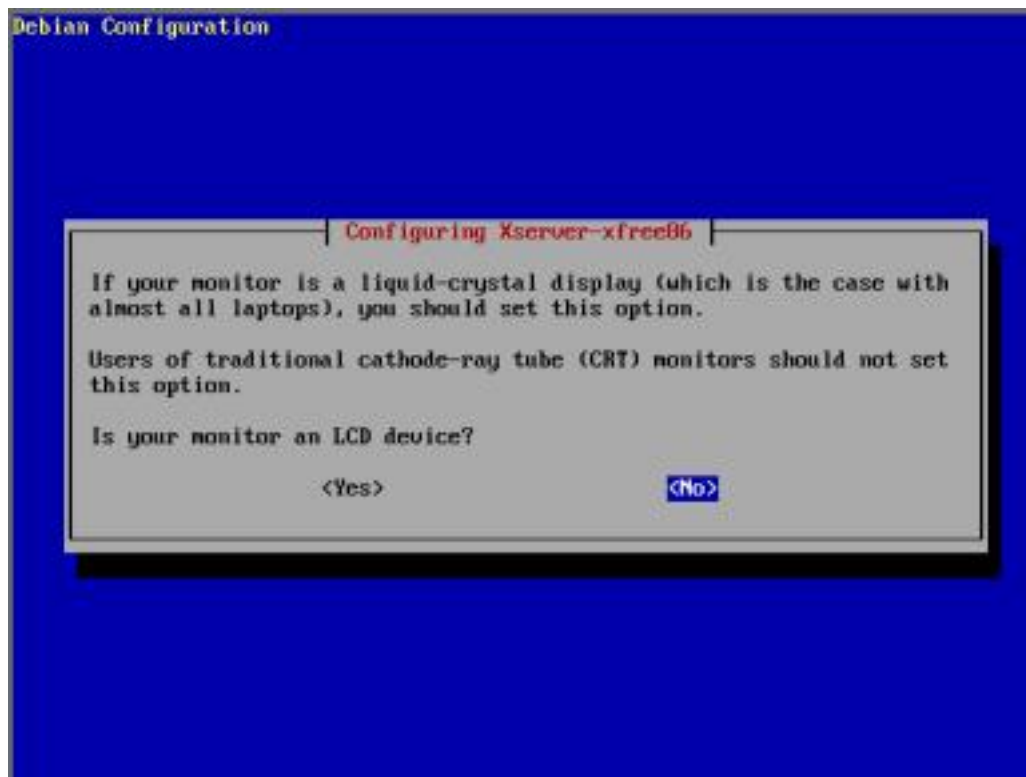 Debian Configuration
Configuring Xserver-xfree86
If your monitor is a liquid-crystal display (which is the case with
almost all laptops), you should set this option.
Users of traditional cathode-ray tube (CRT) monitors should not set
this option.
Is your monitor an LCD device?
<Yes> <No>